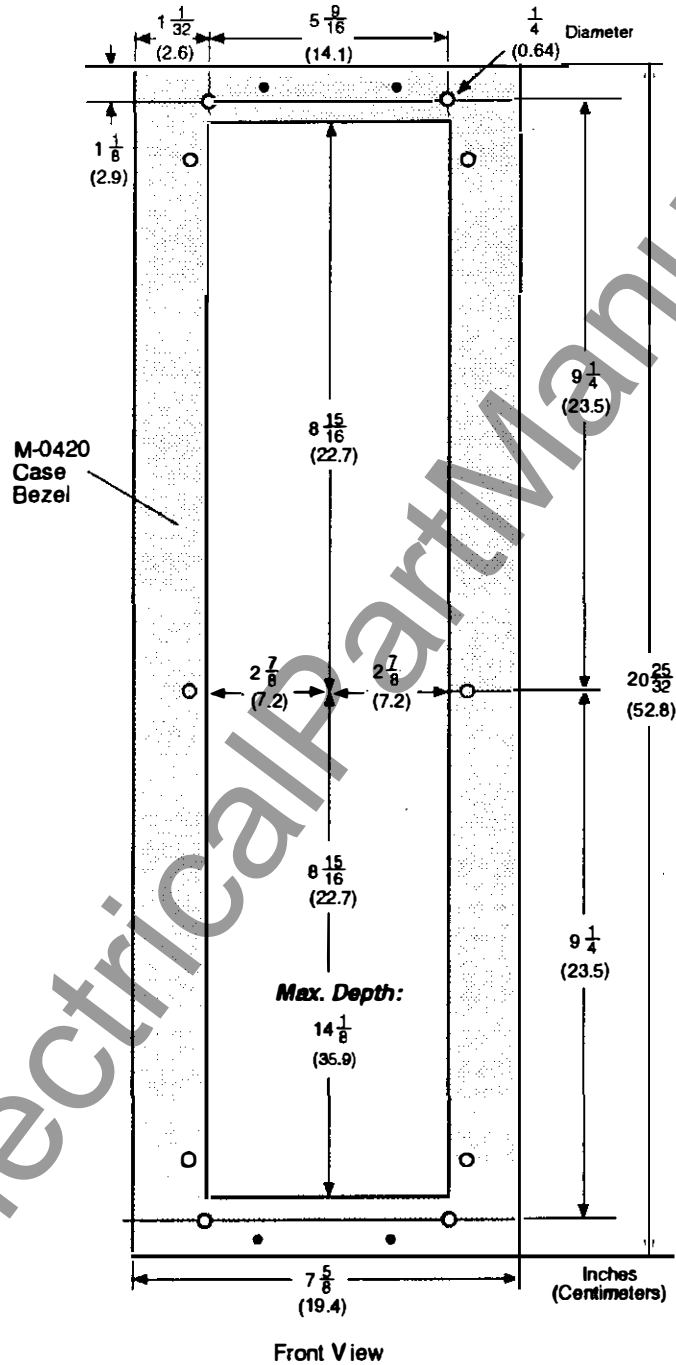 1 1/32
(2.6)
5 9/16
(14.1)
1/4 Diameter
(0.64)
1 1/8
(2.9)
9 1/4
(23.5)
8 15/16
(22.7)
M-0420
Case
Bezel
2 7/8
(7.2)
2 7/8
(7.2)
20 25/32
(52.8)
8 15/16
(22.7)
9 1/4
(23.5)
Max. Depth:
14 1/8
(35.9)
7 5/8
(19.4)
Inches
(Centimeters)
Front View
ectricalPartManu